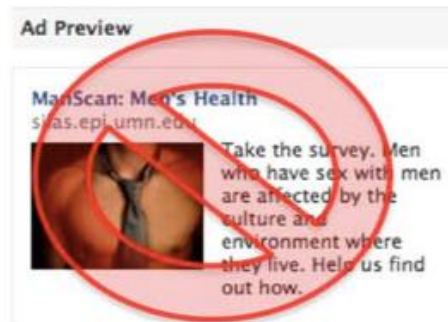 Ad Preview
ManScan: Men's Health
silas.epi.umn.edu
Take the survey. Men
who have sex with men
are affected by the
culture and
environment where
they live. Help us find
out how.